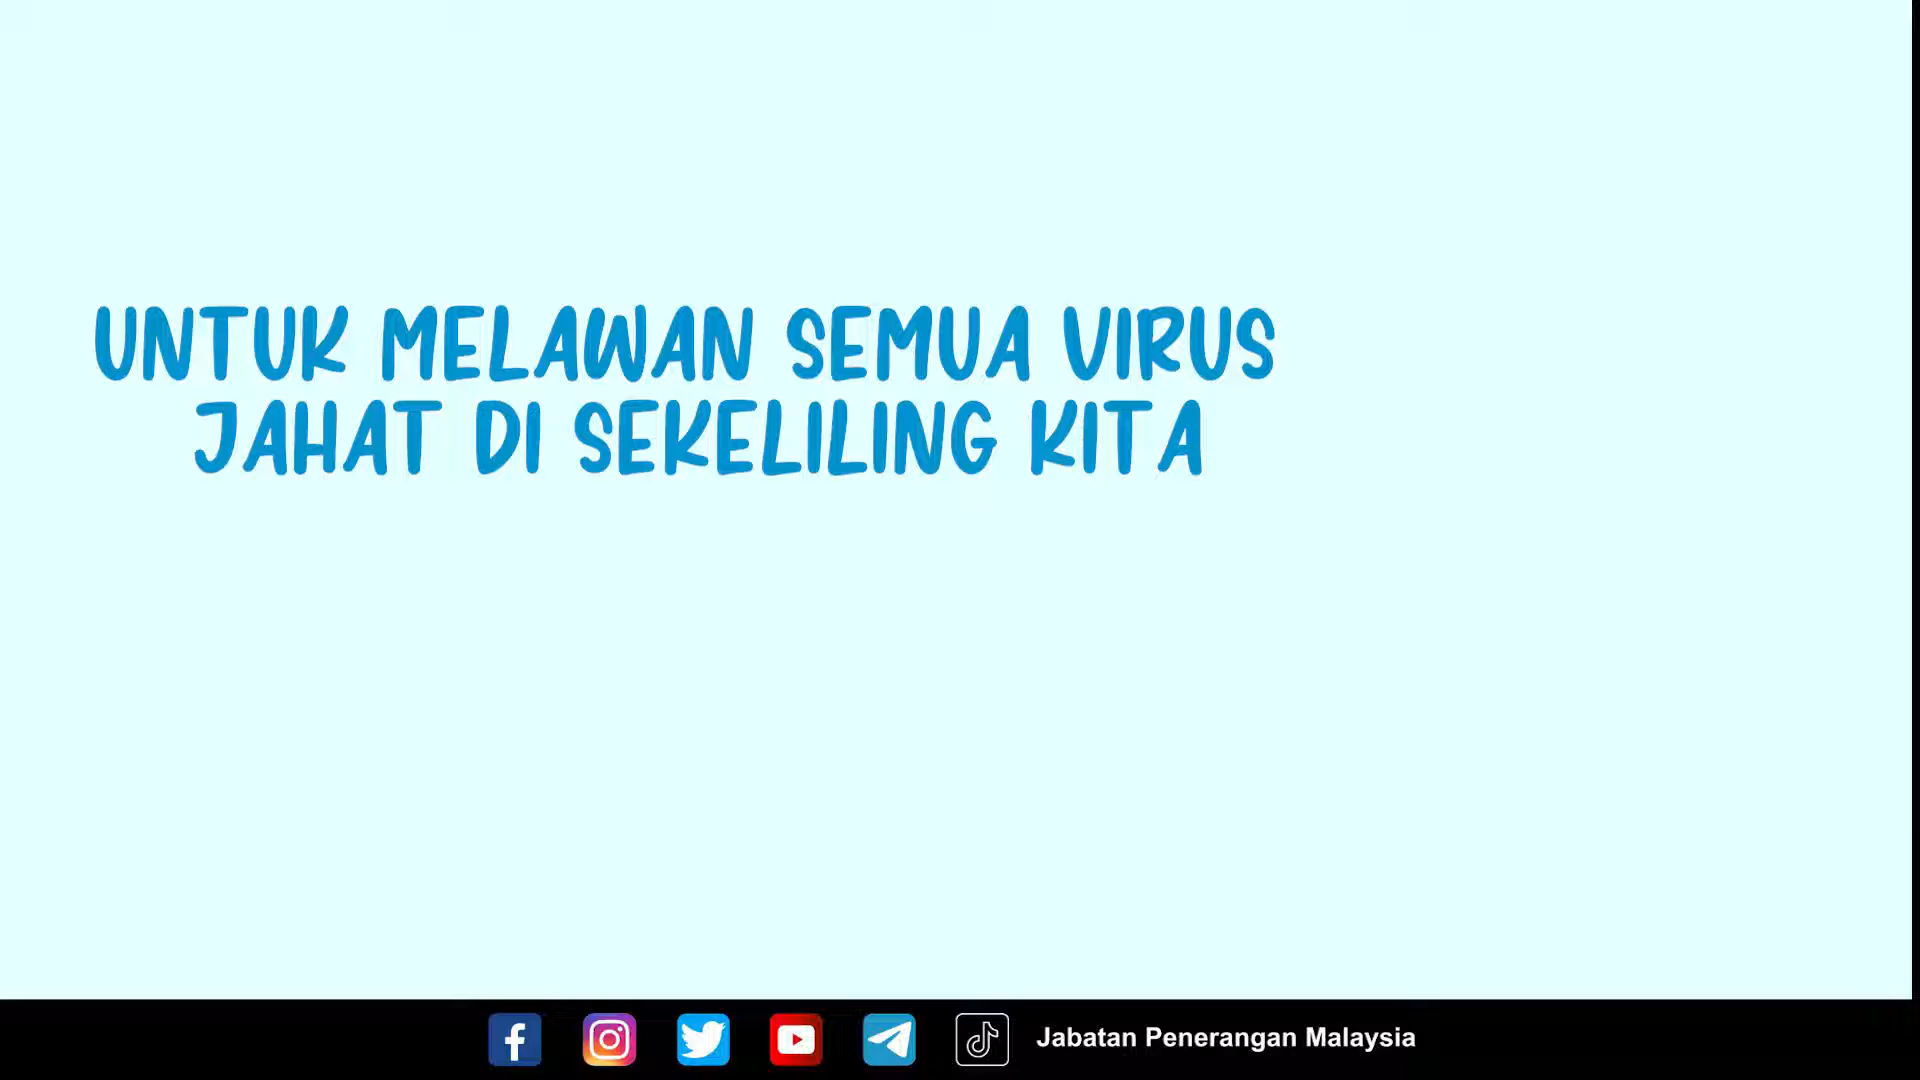 UNTUK MELAWAN SEMUA VIRUS
JAHAT DI SEKELILING KITA
Jabatan Penerangan Malaysia